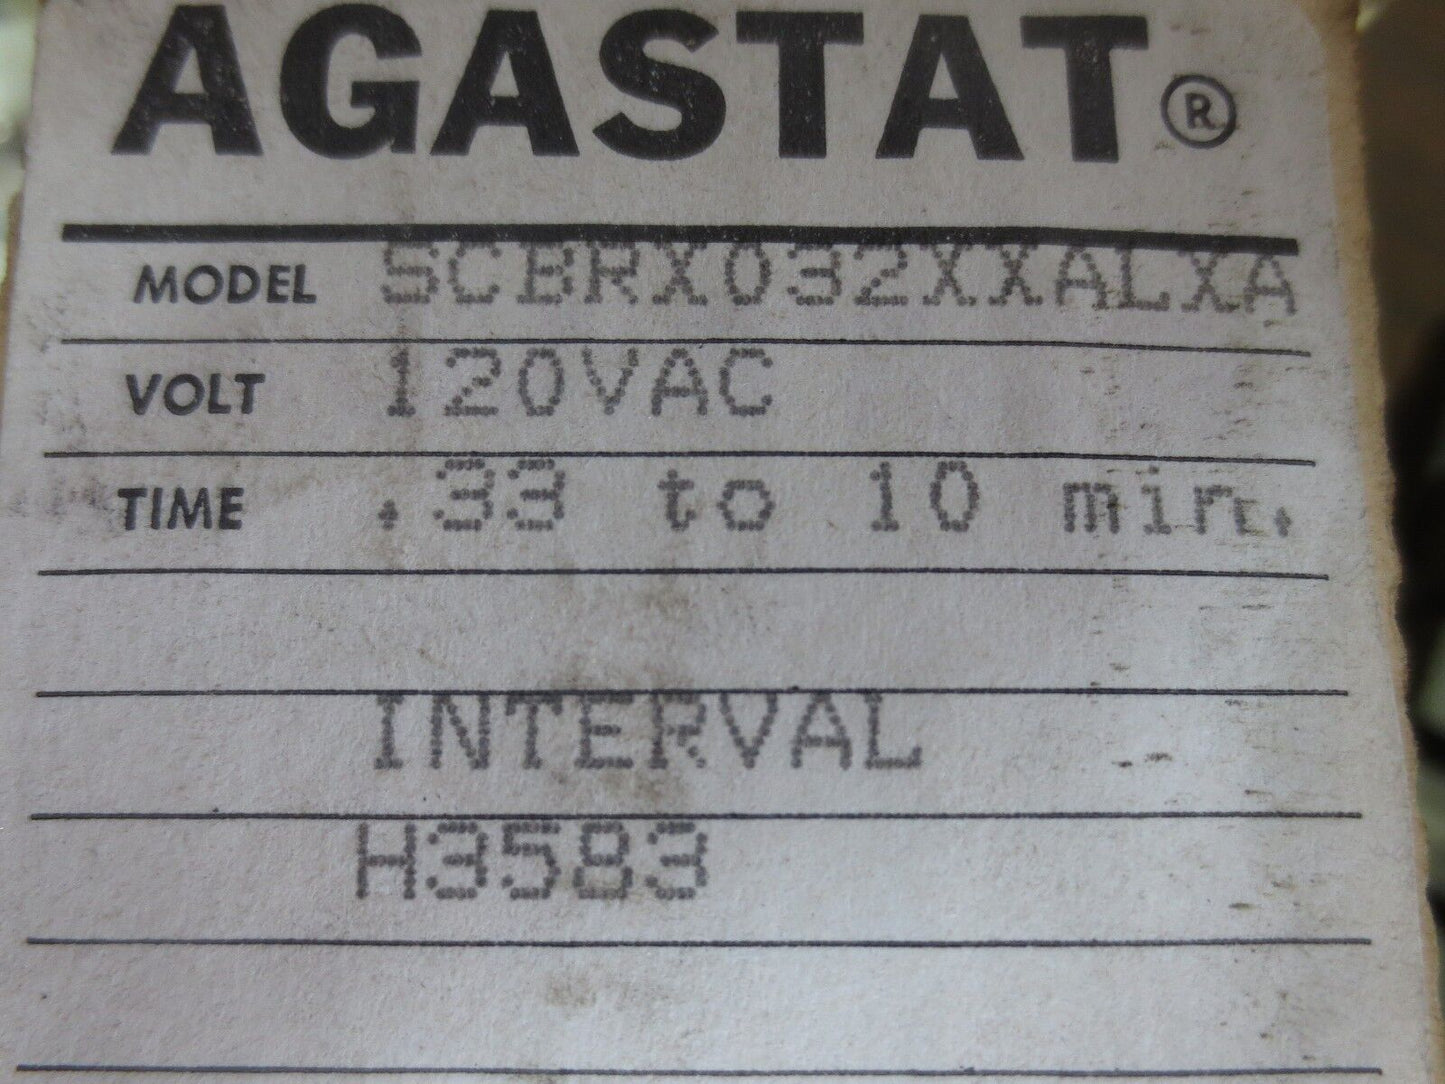 AGASTAT®
MODEL SCBRX032XXALXA
VOLT 120VAC
TIME .33 to 10 min.
INTERVAL
H3583